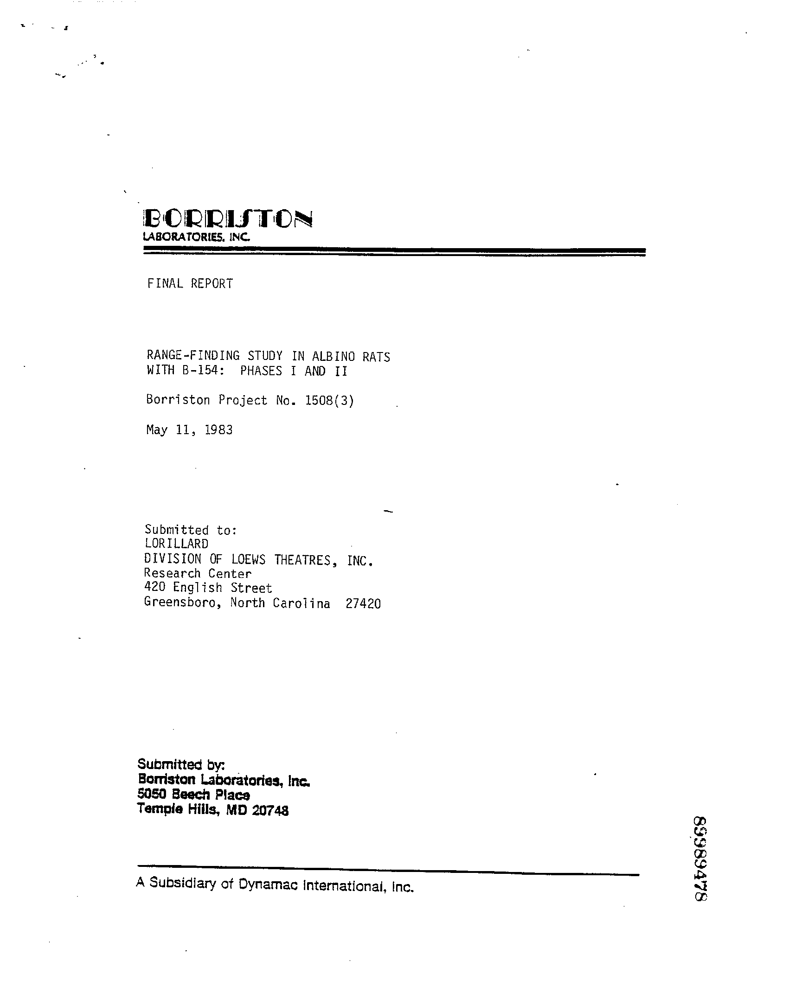 BORRISTON
LABORATORIES, INC.
FINAL REPORT
RANGE-FINDING STUDY IN ALBINO RATS
WITH B-154: PHASES I AND II
Borriston Project No. 1508(3)
May 11, 1983
Submitted to:
LORILLARD
DIVISION OF LOEWS THEATRES, INC.
Research Center
420 English Street
Greensboro, North Carolina 27420
Submitted by:
Borriston Laboratories, Inc.
5050 Beech Place
Temple Hills, MD 20748
A Subsidiary of Dynamac International, Inc.
89989478